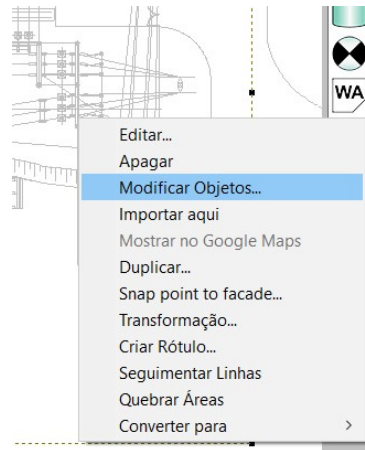 WA
Editar...
Apagar
Modificar Objetos...
Importar aqui
Mostrar no Google Maps
Duplicar...
Snap point to facade...
Transformação...
Criar Rótulo...
Seguimentar Linhas
Quebrar Áreas
Converter para